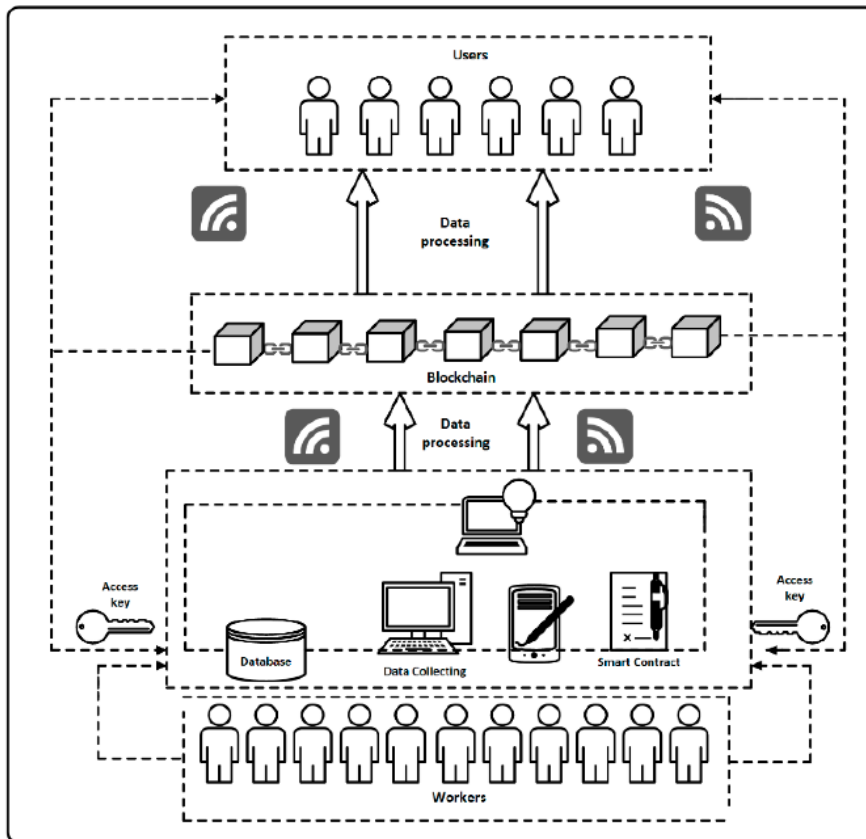 Users
Data
processing
Blockchain
Data
processing
Access
key
Access
key
Database
Data Collecting
Smart Contract
Workers